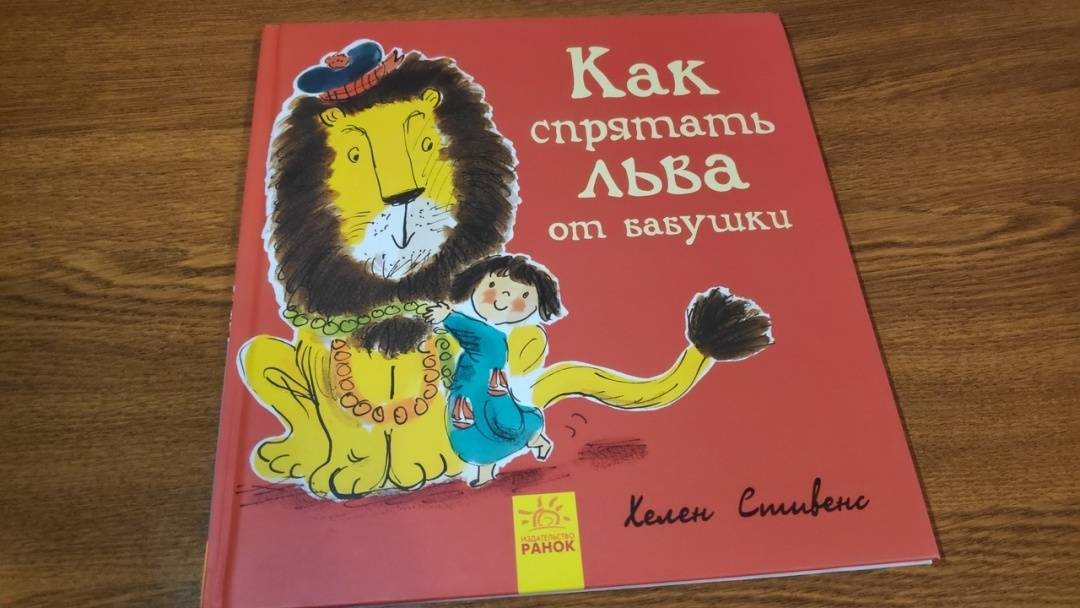 Как
спрятать
льва
от бабушки
Хелен Стивенс
ИЗДАТЕЛЬСТВО
РАНОК